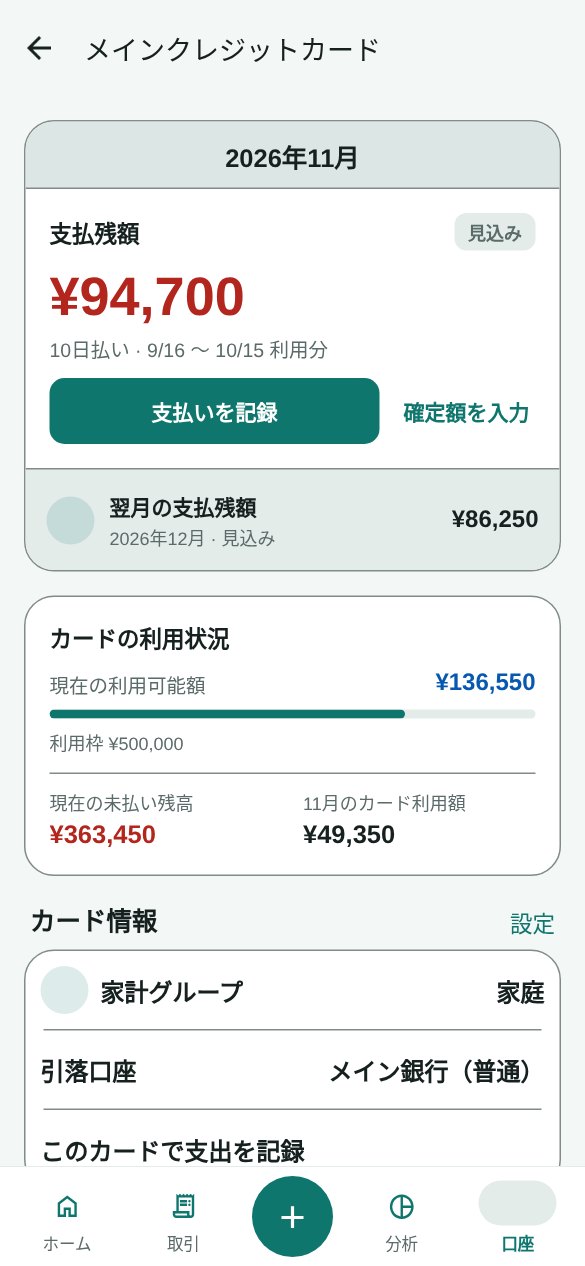 メインクレジットカード
2026年11月
支払残額
見込み
¥94,700
10日払い · 9/16 〜 10/15 利用分
支払いを記録
確定額を入力
翌月の支払残額
2026年12月 · 見込み
¥86,250
カードの利用状況
現在の利用可能額
¥136,550
利用枠 ¥500,000
現在の未払い残高
11月のカード利用額
¥363,450
¥49,350
カード情報
設定
家計グループ
家庭
引落口座
メイン銀行（普通）
このカードで支出を記録
ホーム
取引
分析
口座